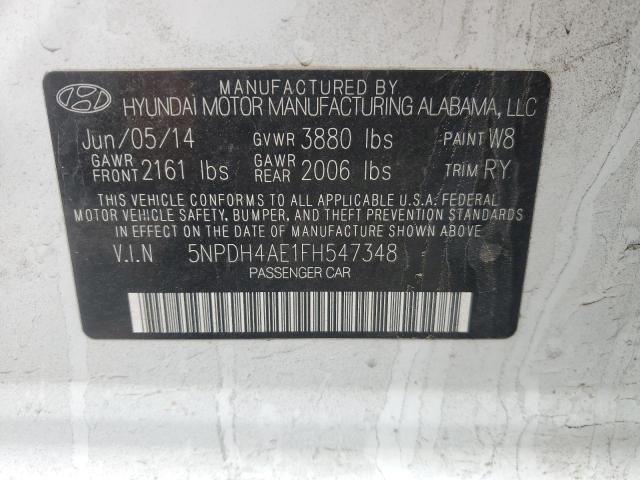 MANUFACTURED BY
HYUNDAI MOTOR MANUFACTURING ALABAMA, LLC
Jun/05/14 GVWR 3880 lbs PAINT W8
GAWR FRONT 2161 lbs GAWR REAR 2006 lbs TRIM RY
THIS VEHICLE CONFORMS TO ALL APPLICABLE U.S.A. FEDERAL
MOTOR VEHICLE SAFETY, BUMPER, AND THEFT PREVENTION STANDARDS
IN EFFECT ON THE DATE OF MANUFACTURE SHOWN ABOVE.
V.I.N 5NPDH4AE1FH547348
PASSENGER CAR